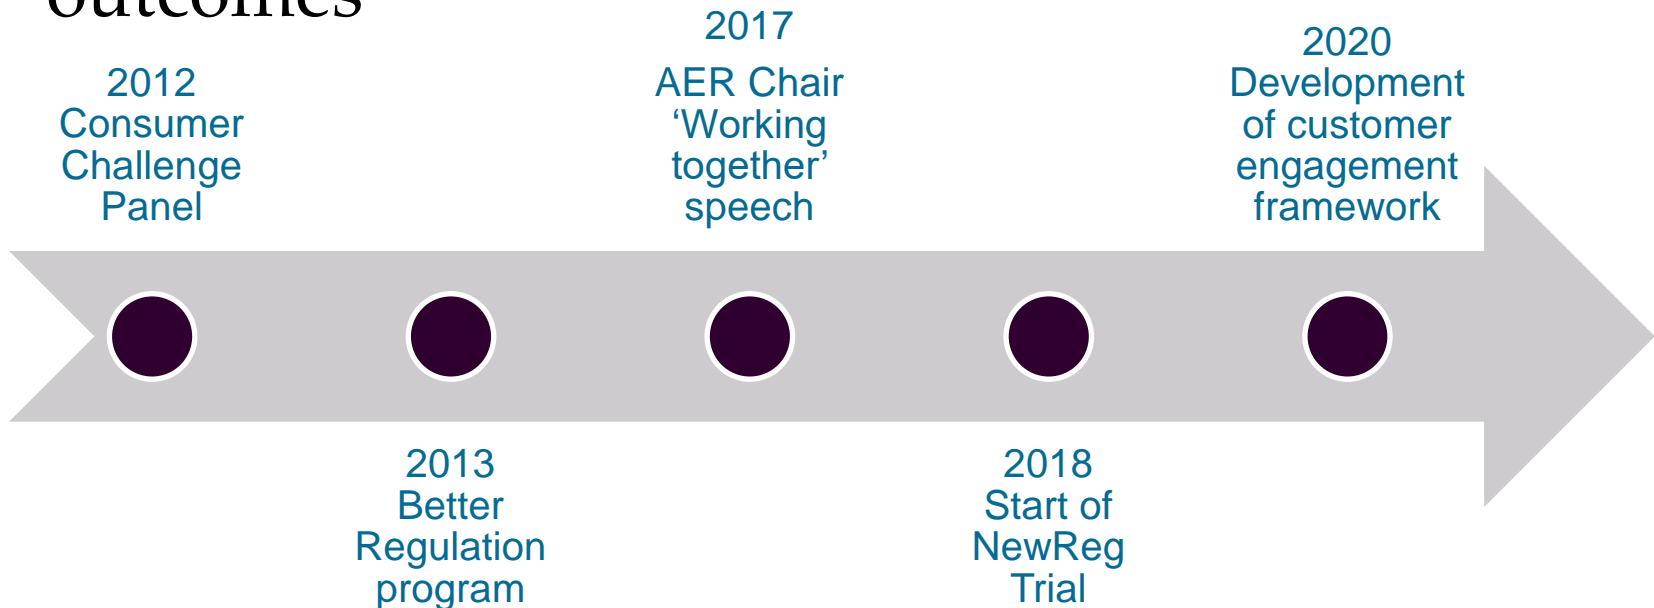 outcomes
2012
Consumer
Challenge
Panel
2013
Better
Regulation
program
2017
AER Chair
‘Working
together’
speech
2018
Start of
NewReg
Trial
2020
Development
of customer
engagement
framework